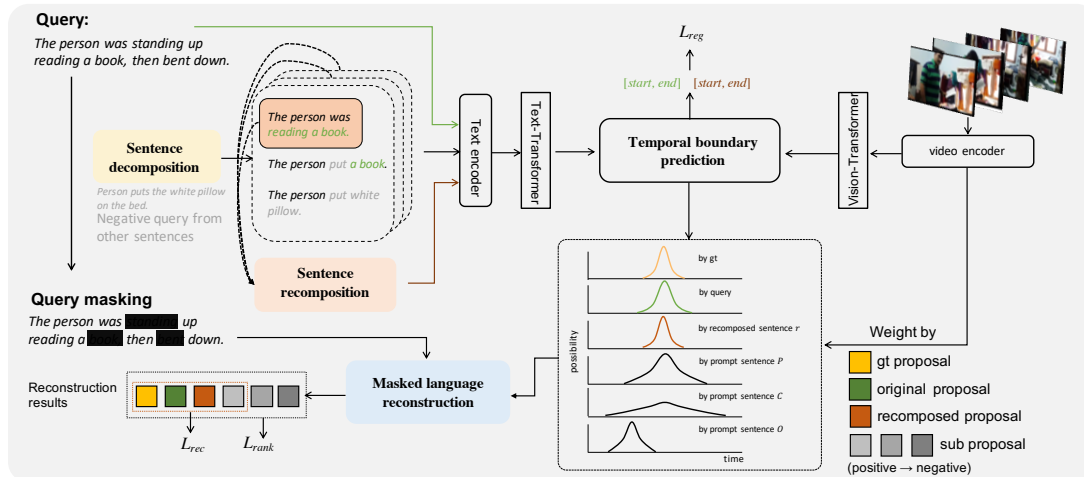 Query:
The person was standing up
reading a book, then bent down.
Sentence
decomposition
Person puts the white pillow
on the bed.
Negative query from
other sentences
The person was
reading a book.
The person put a book.
The person put white
pillow.
Sentence
recomposition
Text encoder
Text-Transformer
L_reg
[start, end] [start, end]
Temporal boundary
prediction
Vision-Transformer
video encoder
Query masking
The person was standing up
reading a book, then bent down.
Reconstruction
results
L_rec
L_rank
Masked language
reconstruction
possibility
by gt
by query
by recomposed sentence r
by prompt sentence P
by prompt sentence C
by prompt sentence O
time
Weight by
gt proposal
original proposal
recomposed proposal
sub proposal
(positive → negative)